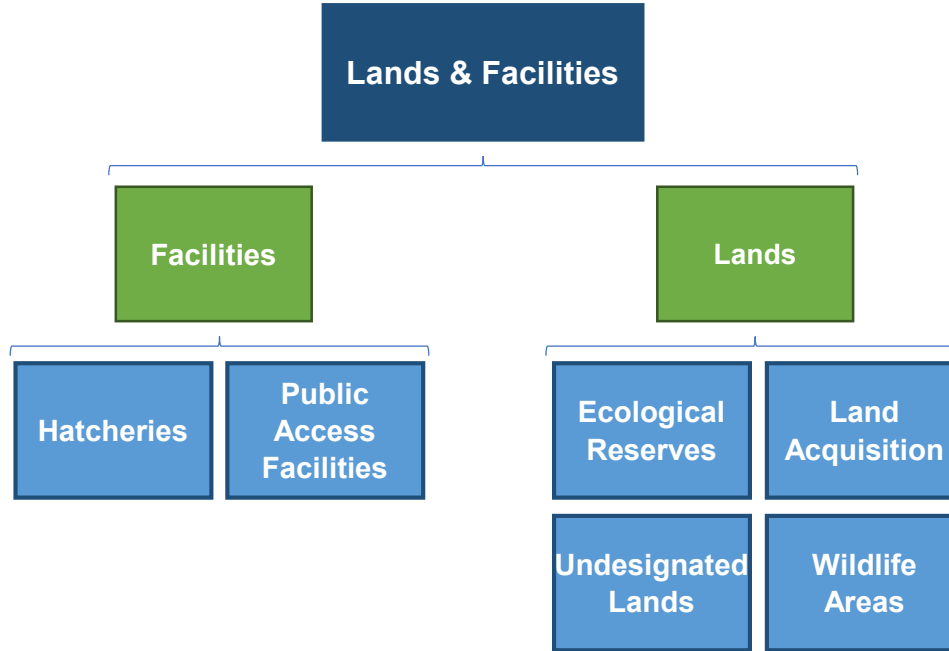 Lands & Facilities
Facilities
Lands
Hatcheries
Public
Access
Facilities
Ecological
Reserves
Land
Acquisition
Undesignated
Lands
Wildlife
Areas